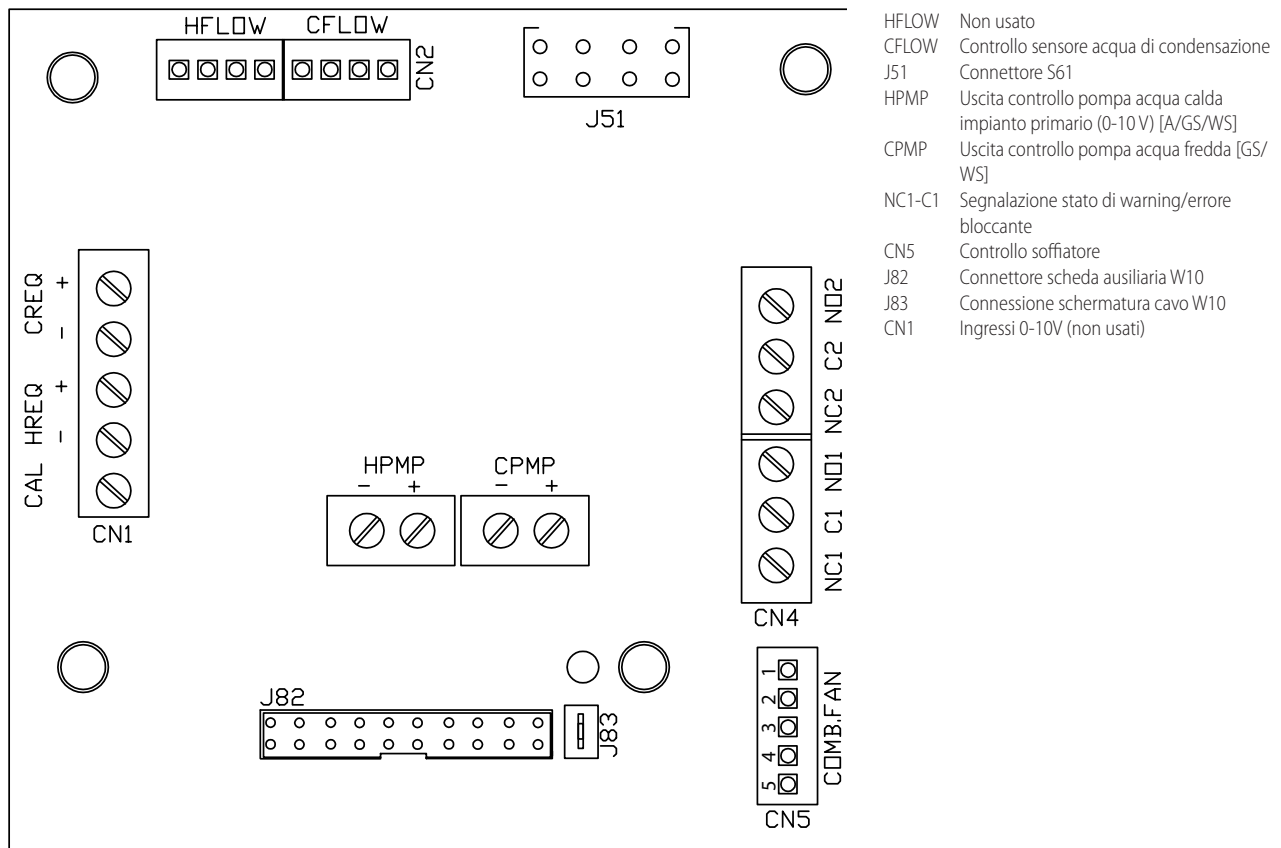 HFLOW CFLOW
CN2
J51
CREQ + -
HREQ + -
CAL
CN1
HPMP
- +
CPMP
- +
NO2
C2
NC2
NO1
C1
NC1
CN4
J82
J83
1
2
3
4
5
COMB.FAN
CN5
HFLOW Non usato
CFLOW Controllo sensore acqua di condensazione
J51 Connettore S61
HPMP Uscita controllo pompa acqua calda
impianto primario (0-10 V) [A/GS/WS]
CPMP Uscita controllo pompa acqua fredda [GS/
WS]
NC1-C1 Segnalazione stato di warning/errore
bloccante
CN5 Controllo soffiatore
J82 Connettore scheda ausiliaria W10
J83 Connessione schermatura cavo W10
CN1 Ingressi 0-10V (non usati)